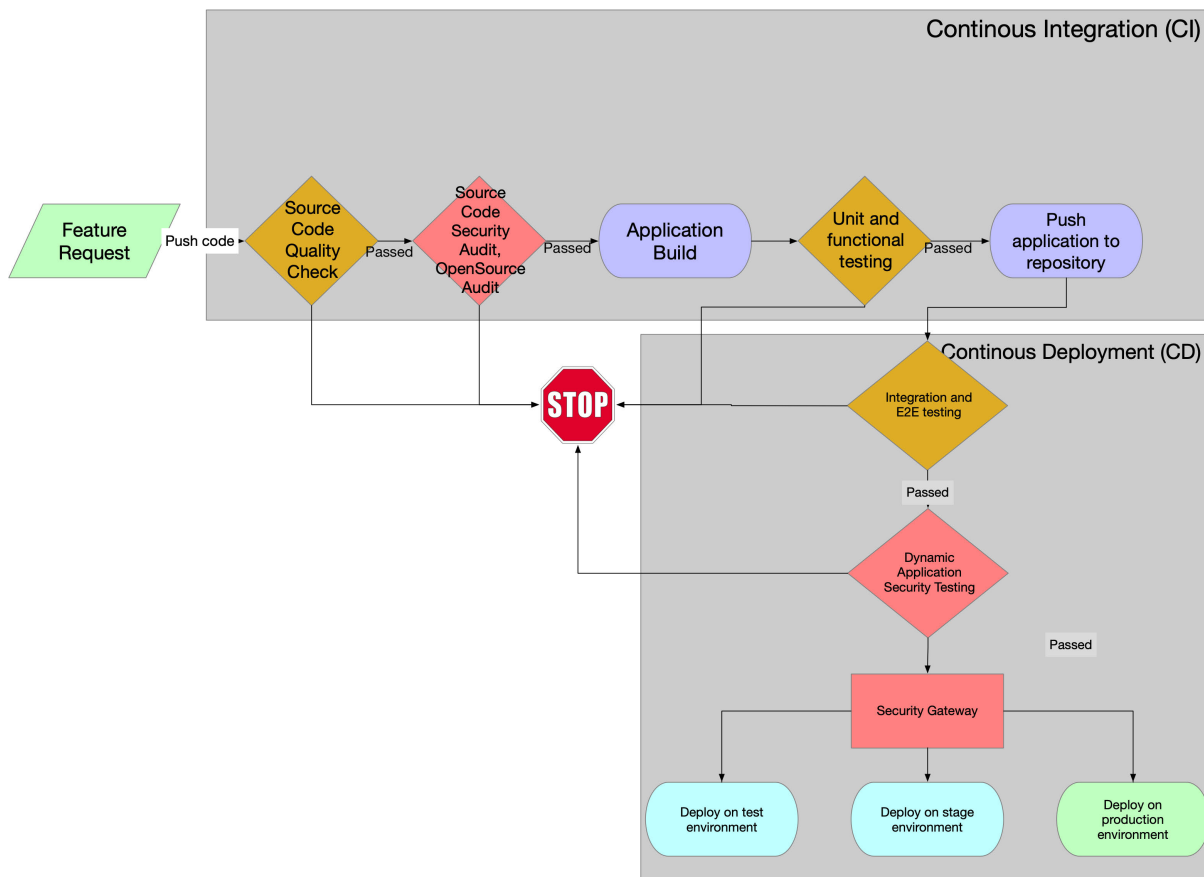 Continous Integration (CI)
Feature
Request
Push code
Source
Code
Quality
Check
Passed
Source
Code
Security
Audit,
OpenSource
Audit
Passed
Application
Build
Unit and
functional
testing
Passed
Push
application to
repository
Continous Deployment (CD)
STOP
Integration and
E2E testing
Passed
Dynamic
Application
Security Testing
Passed
Security Gateway
Deploy on test
environment
Deploy on stage
environment
Deploy on
production
environment